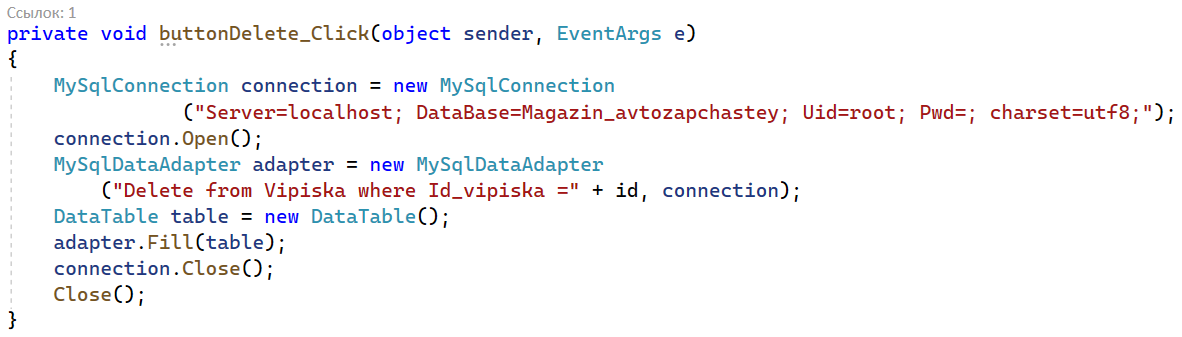 Ссылок: 1
private void buttonDelete_Click(object sender, EventArgs e)
{
    MySqlConnection connection = new MySqlConnection
               ("Server=localhost; DataBase=Magazin_avtozapchastey; Uid=root; Pwd=; charset=utf8;");
    connection.Open();
    MySqlDataAdapter adapter = new MySqlDataAdapter
        ("Delete from Vipiska where Id_vipiska =" + id, connection);
    DataTable table = new DataTable();
    adapter.Fill(table);
    connection.Close();
    Close();
}